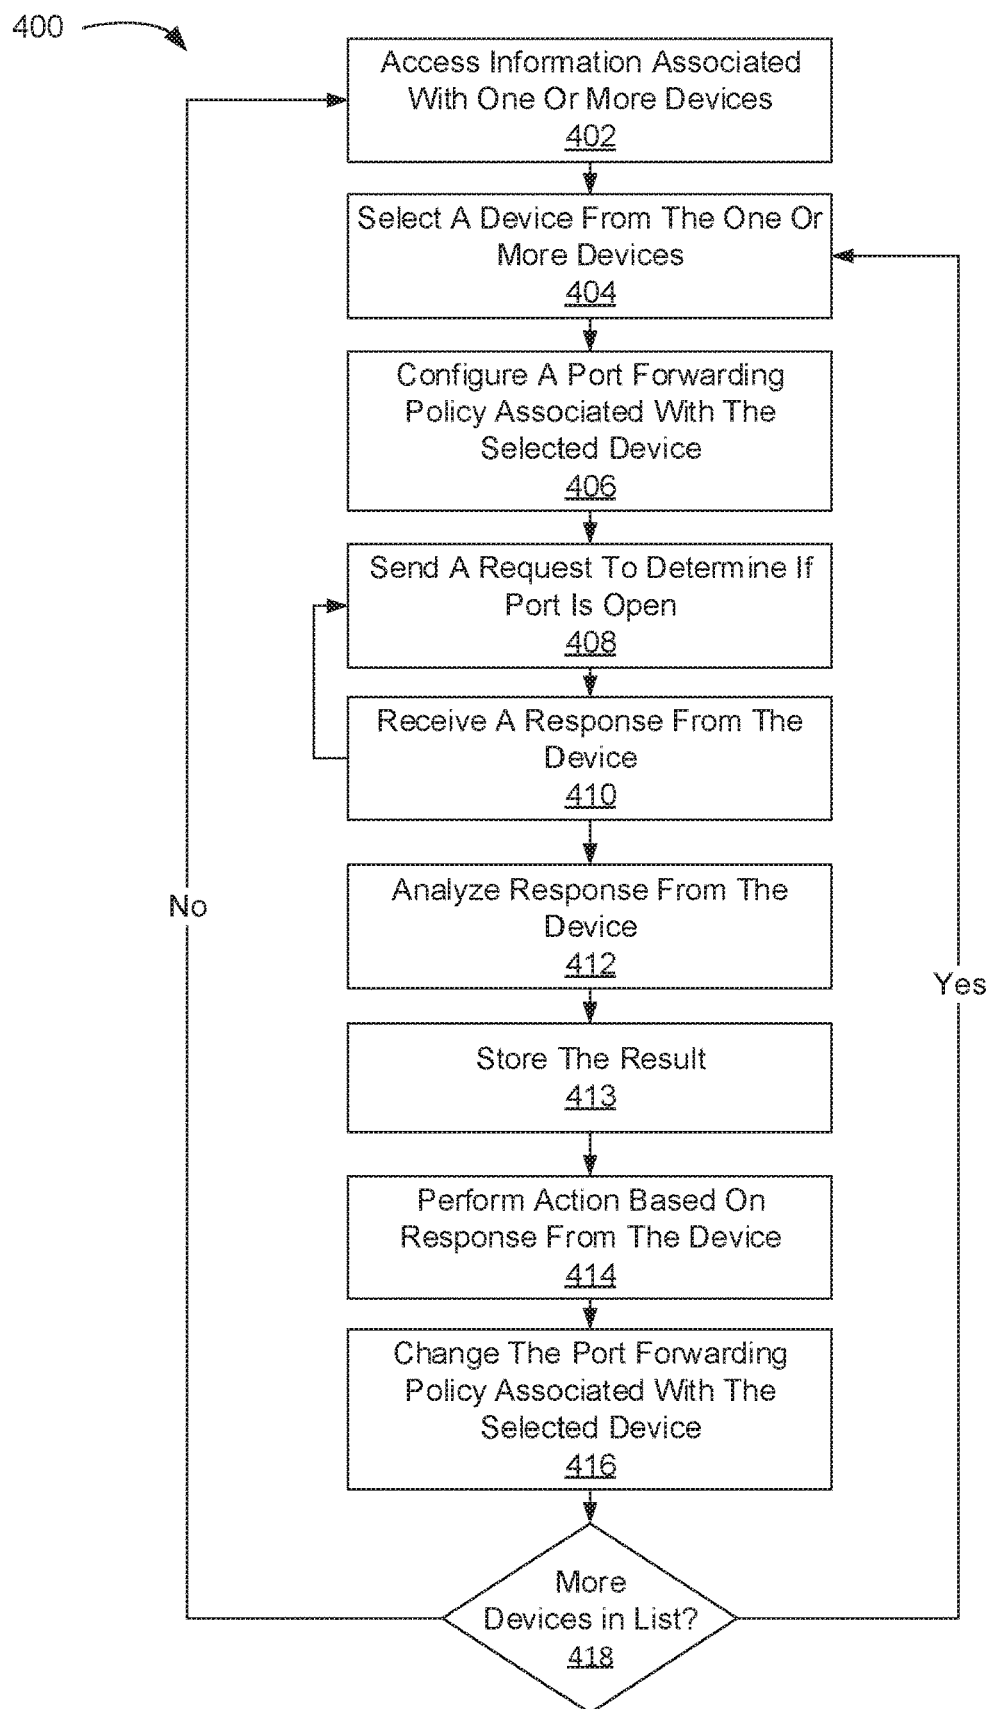 400
Access Information Associated
With One Or More Devices
402
Select A Device From The One Or
More Devices
404
Configure A Port Forwarding
Policy Associated With The
Selected Device
406
Send A Request To Determine If
Port Is Open
408
Receive A Response From The
Device
410
Analyze Response From The
Device
412
No
Yes
Store The Result
413
Perform Action Based On
Response From The Device
414
Change The Port Forwarding
Policy Associated With The
Selected Device
416
More
Devices in List?
418